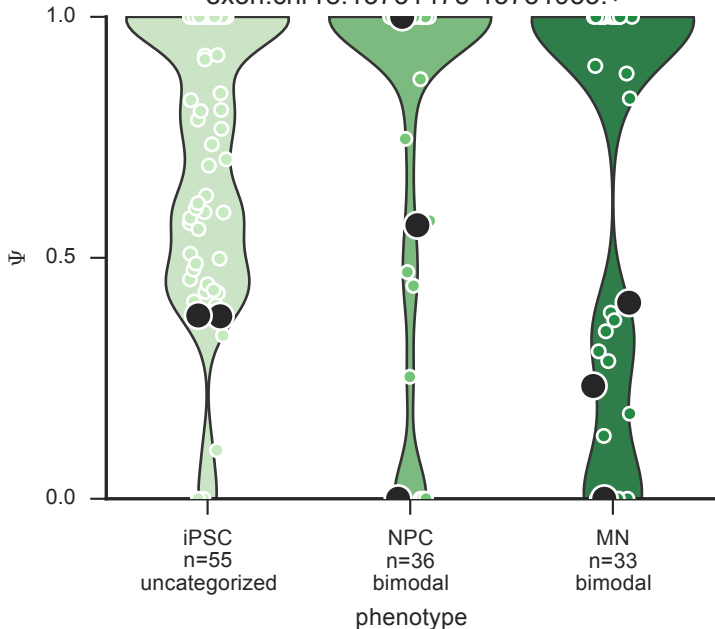 1.0
0.5
0.0
Ψ
iPSC
n=55
uncategorized
NPC
n=36
bimodal
MN
n=33
bimodal
phenotype